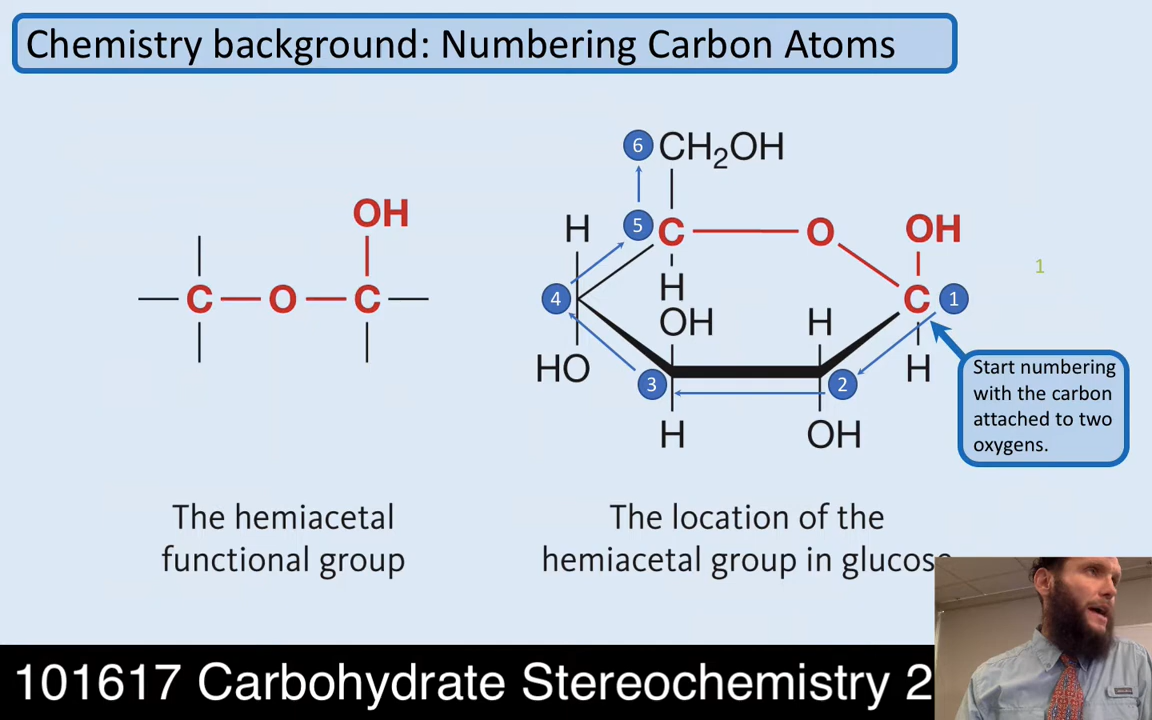 Chemistry background: Numbering Carbon Atoms
6 CH2OH
OH
H 5 C O OH
1
C O C
4 H C 1
OH H
HO 3 2 H
H OH
Start numbering
with the carbon
attached to two
oxygens.
The hemiacetal
functional group
The location of the
hemiacetal group in glucose
101617 Carbohydrate Stereochemistry 2